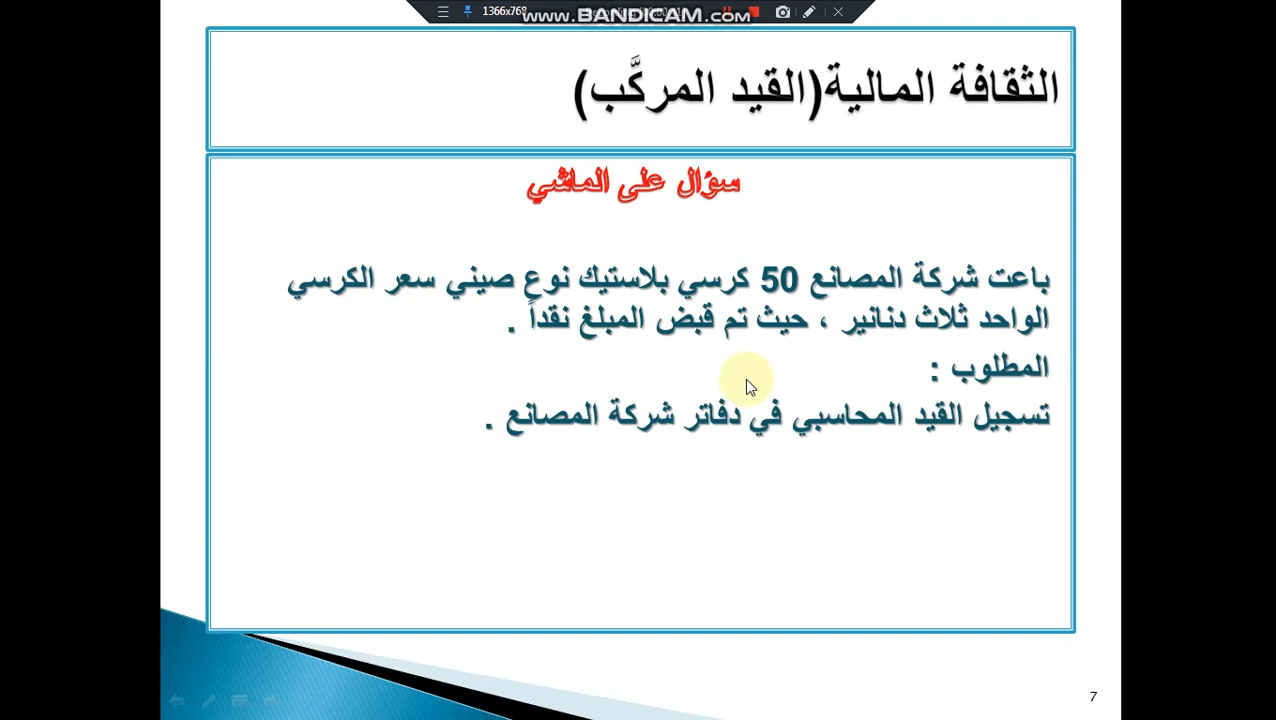 1366x768
www.BANDICAM.com
الثقافة المالية(القيد المركَّب)
سؤال على الماشي
باعت شركة المصانع 50 كرسي بلاستيك نوع صيني سعر الكرسي
الواحد ثلاث دنانير ، حيث تم قبض المبلغ نقداً .
المطلوب :
تسجيل القيد المحاسبي في دفاتر شركة المصانع .
7